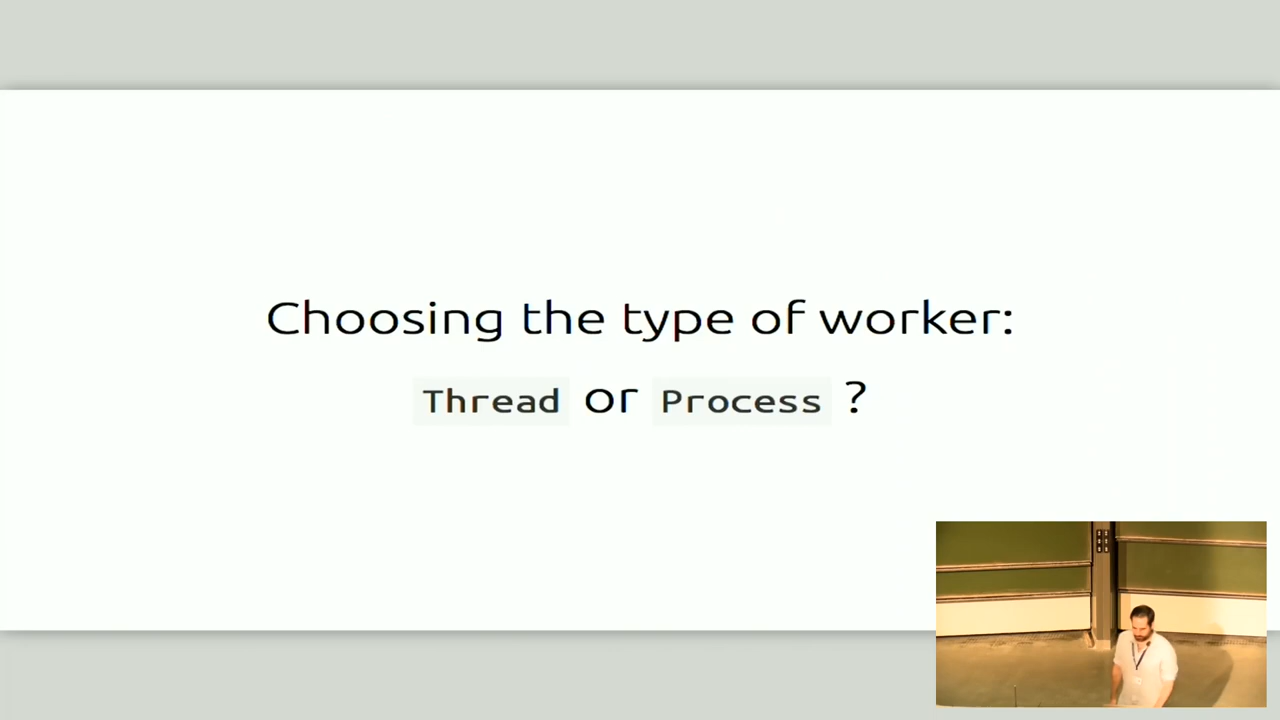 Choosing the type of worker:
Thread or Process ?